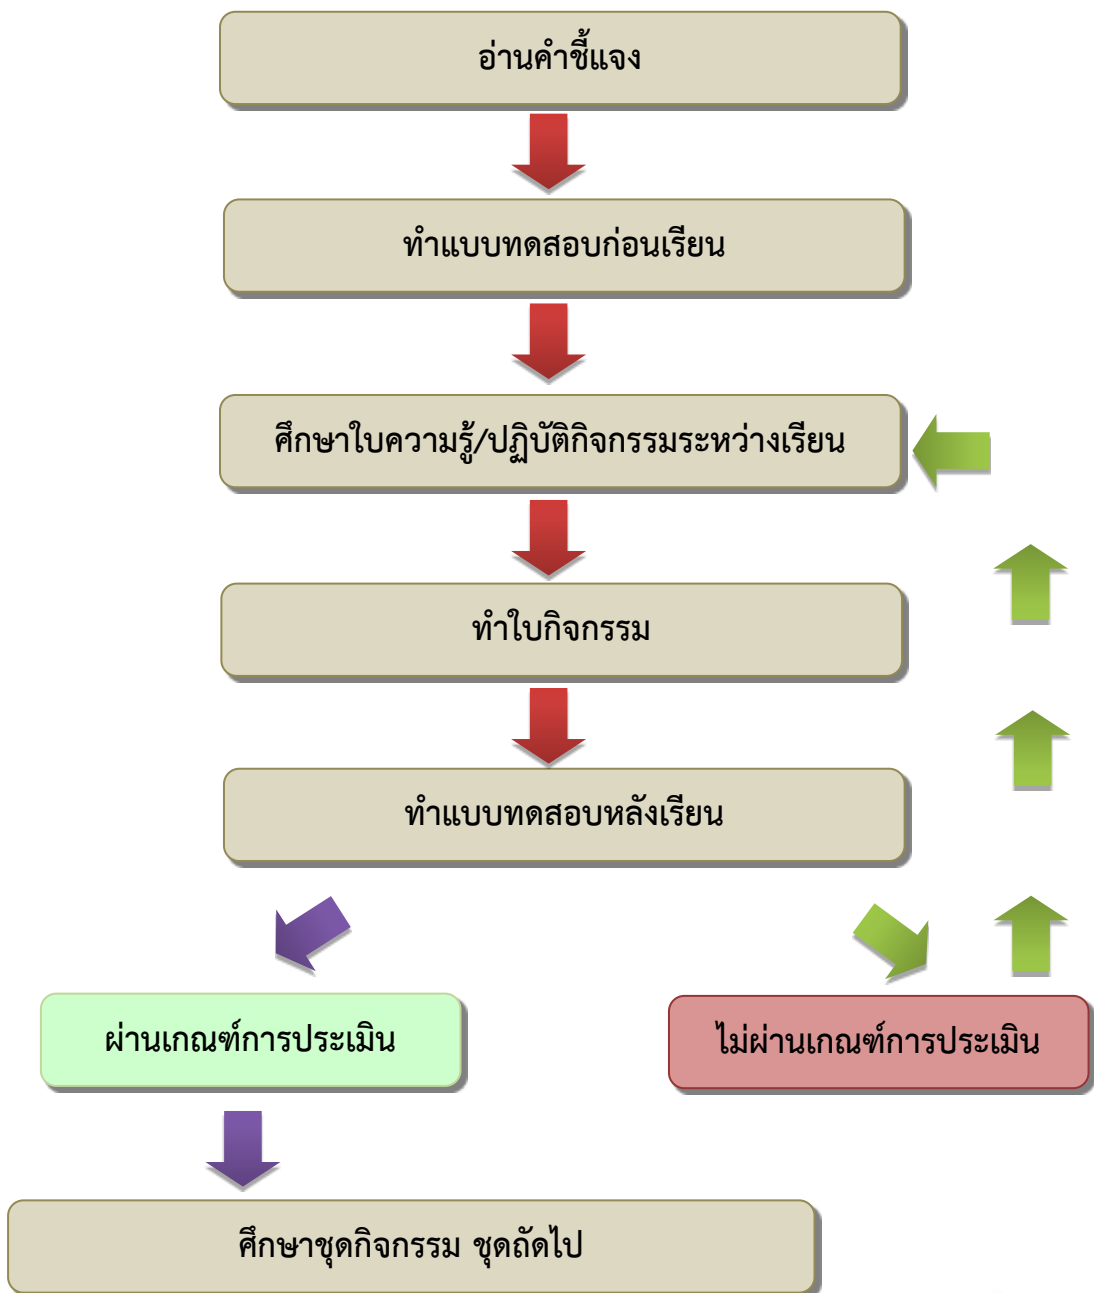 อ่านคำชี้แจง
ทำแบบทดสอบก่อนเรียน
ศึกษาใบความรู้/ปฏิบัติกิจกรรมระหว่างเรียน
ทำใบกิจกรรม
ทำแบบทดสอบหลังเรียน
ผ่านเกณฑ์การประเมิน
ไม่ผ่านเกณฑ์การประเมิน
ศึกษาชุดกิจกรรม ชุดถัดไป